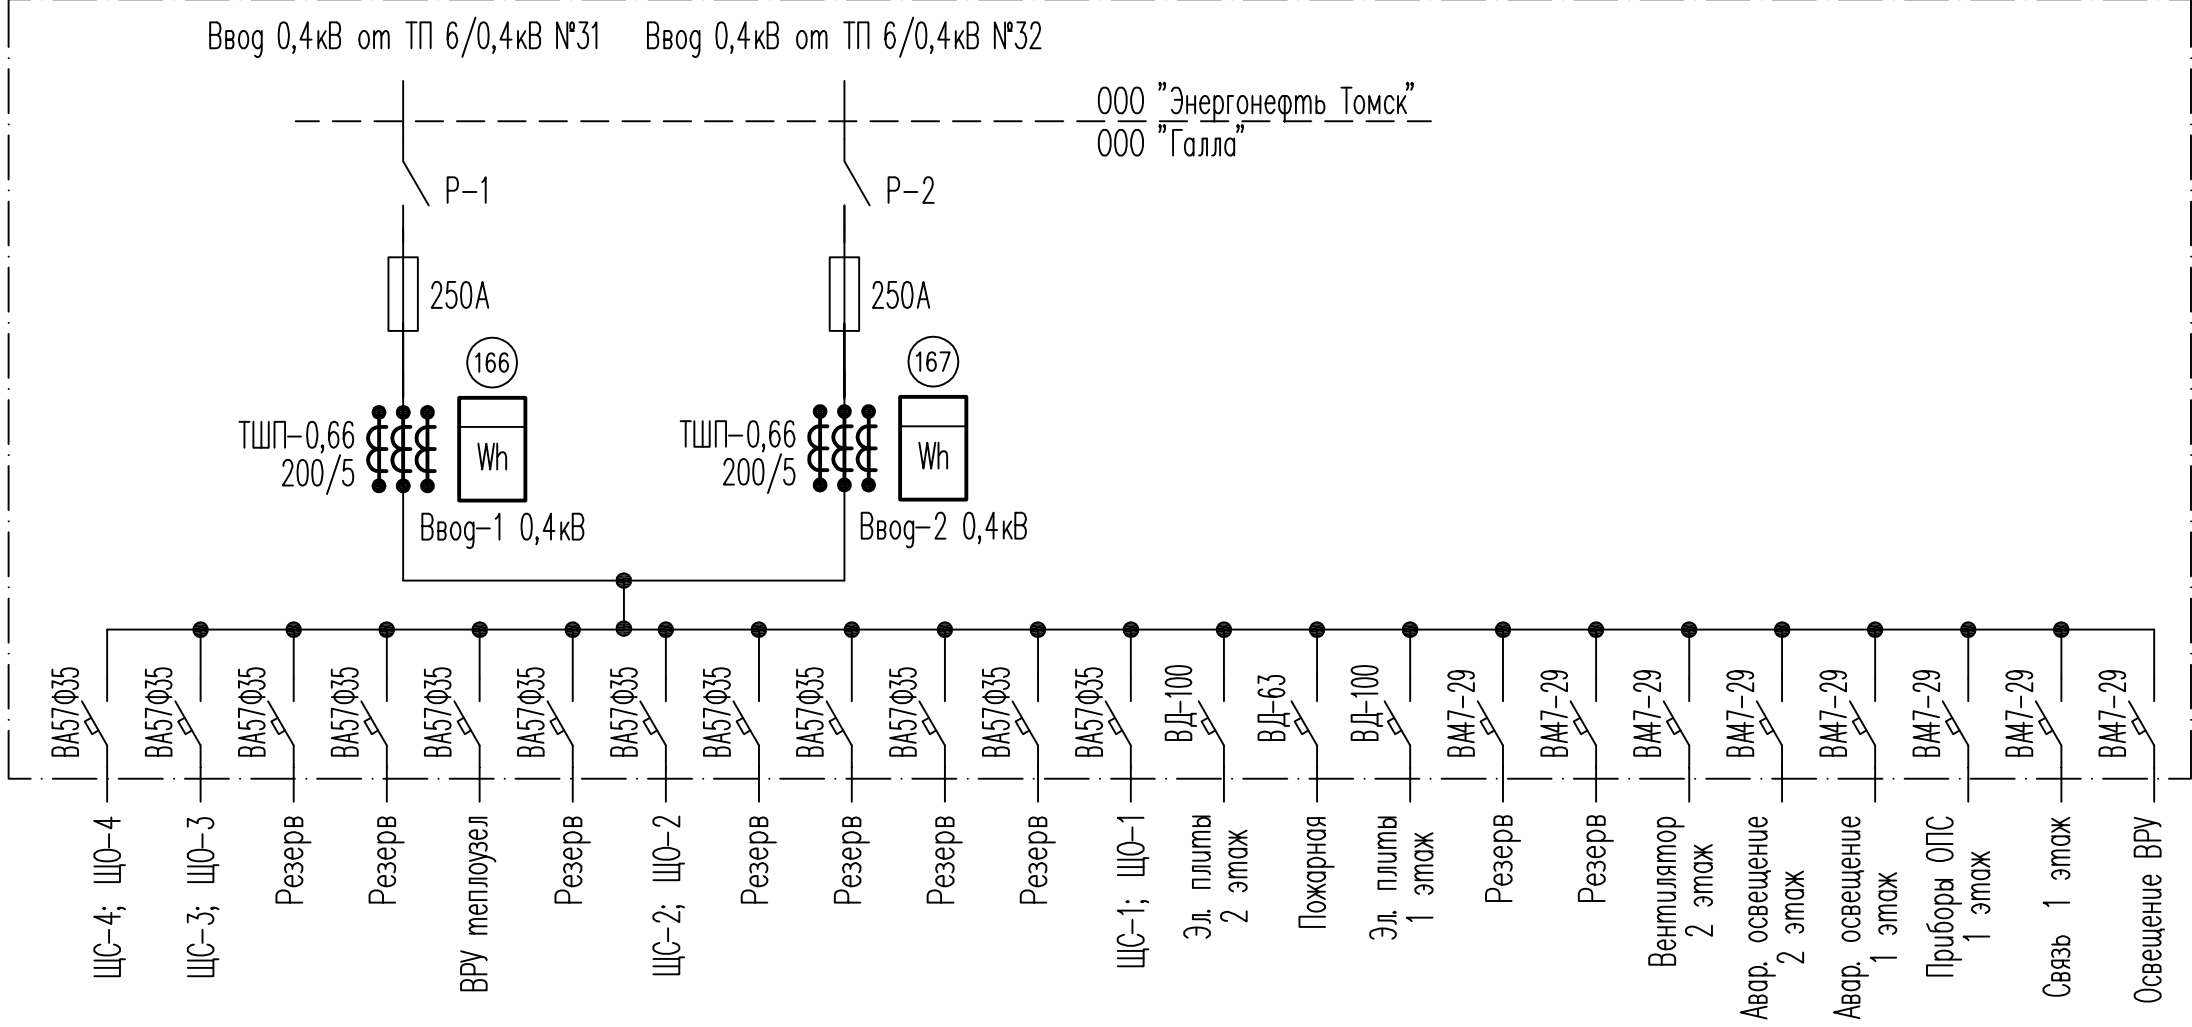 Ввод 0,4кВ от ТП 6/0,4кВ №31
Ввод 0,4кВ от ТП 6/0,4кВ №32
ООО "Энергонефть Томск"
ООО "Галла"
Р-1
Р-2
250А
250А
166
167
ТШП-0,66
200/5
Wh
ТШП-0,66
200/5
Wh
Ввод-1 0,4кВ
Ввод-2 0,4кВ
ВА57Ф35
ВА57Ф35
ВА57Ф35
ВА57Ф35
ВА57Ф35
ВА57Ф35
ВА57Ф35
ВА57Ф35
ВА57Ф35
ВА57Ф35
ВА57Ф35
ВА57Ф35
ВД-100
ВД-63
ВД-100
ВА47-29
ВА47-29
ВА47-29
ВА47-29
ВА47-29
ВА47-29
ВА47-29
ВА47-29
ЩС-4; ЩО-4
ЩС-3; ЩО-3
Резерв
Резерв
ВРУ теплоузел
Резерв
ЩС-2; ЩО-2
Резерв
Резерв
Резерв
Резерв
ЩС-1; ЩО-1
Эл. плиты
2 этаж
Пожарная
Эл. плиты
1 этаж
Резерв
Резерв
Вентилятор
2 этаж
Авар. освещение
2 этаж
Авар. освещение
1 этаж
Приборы ОПС
1 этаж
Связь 1 этаж
Освещение ВРУ